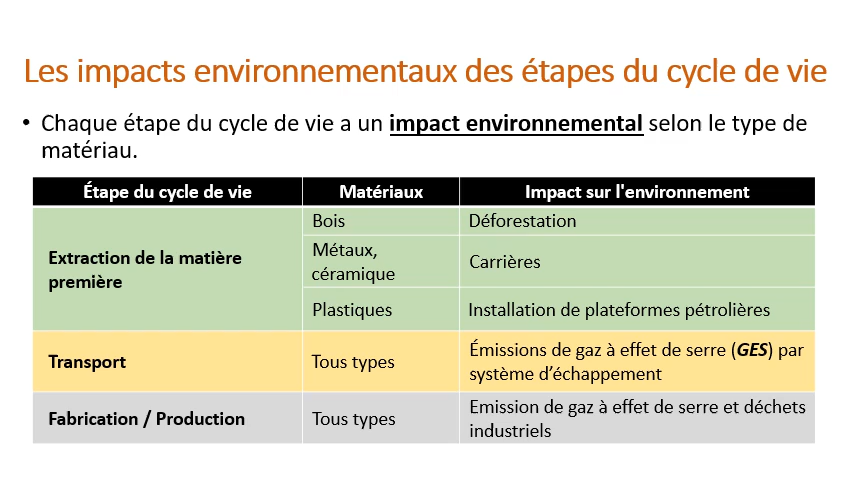 Les impacts environnementaux des étapes du cycle de vie
• Chaque étape du cycle de vie a un impact environnemental selon le type de
matériau.
Étape du cycle de vie Matériaux Impact sur l'environnement
Extraction de la matière
première
Bois Déforestation
Métaux,
céramique
Carrières
Plastiques Installation de plateformes pétrolières
Transport Tous types
Émissions de gaz à effet de serre (GES) par
système d’échappement
Fabrication / Production Tous types
Emission de gaz à effet de serre et déchets
industriels